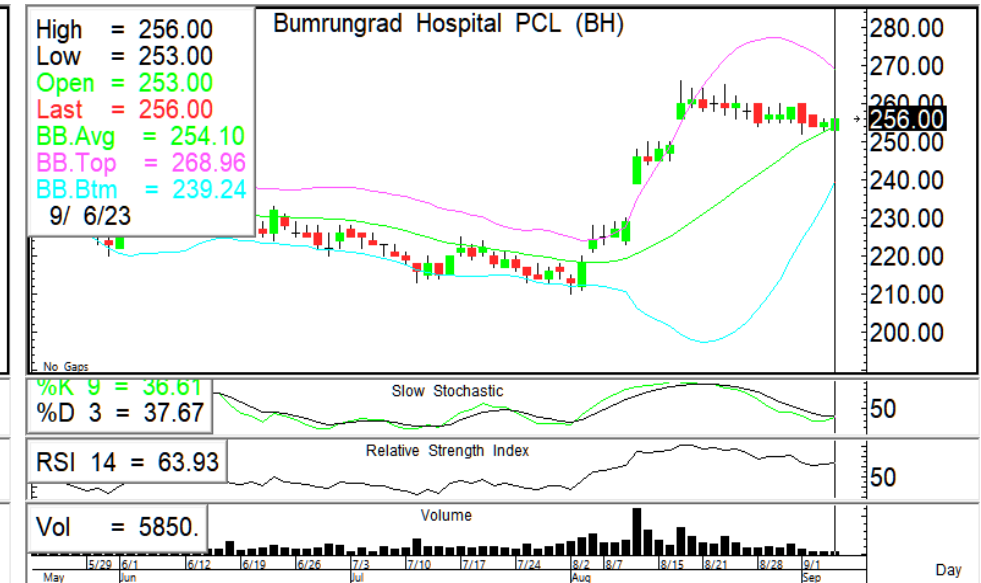 Bumrungrad Hospital PCL (BH)
High = 256.00
Low = 253.00
Open = 253.00
Last = 256.00
BB.Avg = 254.10
BB.Top = 268.96
BB.Btm = 239.24
9/ 6/23
280.00
270.00
260.00
256.00
250.00
240.00
230.00
220.00
210.00
200.00
No Gaps
%K 9 = 36.61
%D 3 = 37.67
Slow Stochastic
50
RSI 14 = 63.93
Relative Strength Index
50
Vol = 5850.
Volume
5/29 6/1 6/12 6/19 6/26 7/3 7/10 7/17 7/24 8/2 8/7 8/15 8/21 8/28 9/1
May Jun Jul Aug Sep Day